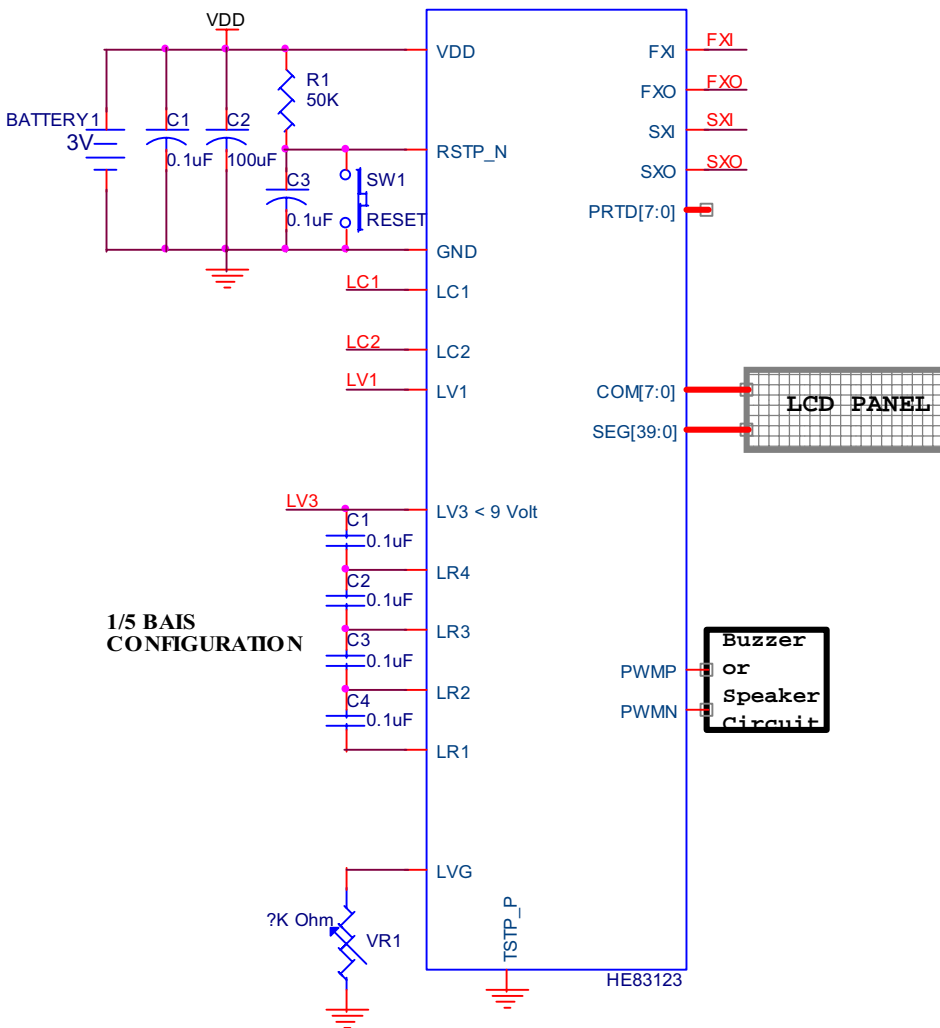 VDD
BATTERY1
3V
C1
0.1uF
C2
100uF
R1
50K
C3
0.1uF
SW1
RESET
VDD
RSTP_N
GND
LC1
LC1
LC2
LC2
LV1
LV1
LV3
LV3 < 9 Volt
C1
0.1uF
LR4
C2
0.1uF
LR3
C3
0.1uF
LR2
C4
0.1uF
LR1
1/5 BAIS
CONFIGURATION
LVG
?K Ohm
VR1
TSTP_P
HE83123
FXI
FXI
FXO
FXO
SXI
SXI
SXO
SXO
PRTD[7:0]
COM[7:0]
SEG[39:0]
LCD PANEL
PWMP
PWMN
Buzzer
or
Speaker
Circuit